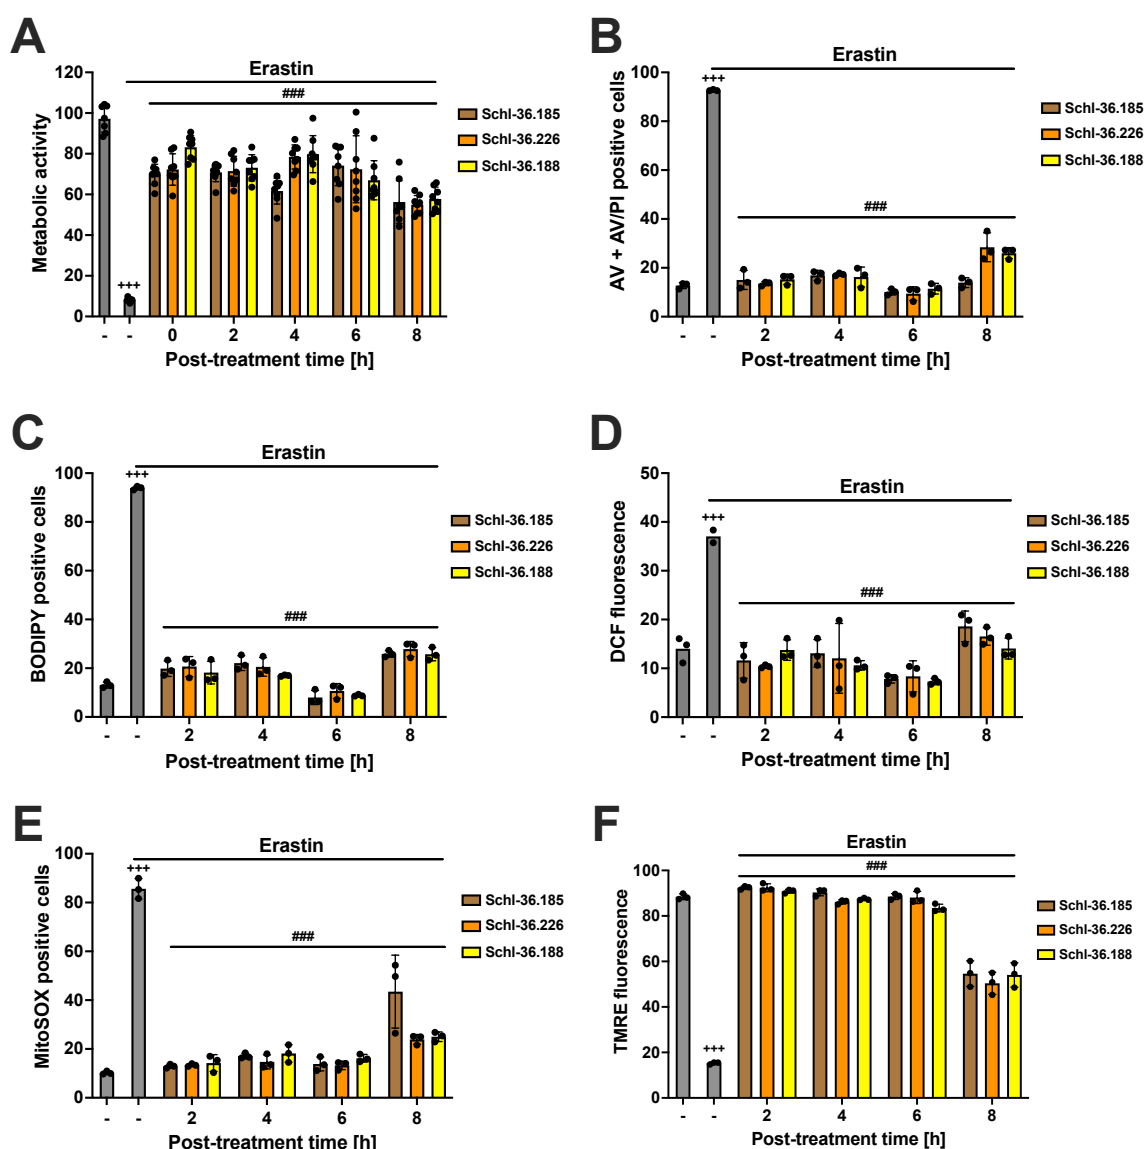 A
Erastin
###
+++
Metabolic activity
120
100
80
60
40
20
0
- - 0 2 4 6 8
Post-treatment time [h]
Schl-36.185
Schl-36.226
Schl-36.188
B
Erastin
+++
###
AV + AV/PI positive cells
100
80
60
40
20
0
- - 2 4 6 8
Post-treatment time [h]
Schl-36.185
Schl-36.226
Schl-36.188
C
Erastin
+++
###
BODIPY positive cells
100
80
60
40
20
0
- - 2 4 6 8
Post-treatment time [h]
Schl-36.185
Schl-36.226
Schl-36.188
D
Erastin
+++
###
DCF fluorescence
50
40
30
20
10
0
- - 2 4 6 8
Post-treatment time [h]
Schl-36.185
Schl-36.226
Schl-36.188
E
Erastin
+++
###
MitoSOX positive cells
100
80
60
40
20
0
- - 2 4 6 8
Post-treatment time [h]
Schl-36.185
Schl-36.226
Schl-36.188
F
Erastin
###
+++
TMRE fluorescence
100
80
60
40
20
0
- - 2 4 6 8
Post-treatment time [h]
Schl-36.185
Schl-36.226
Schl-36.188